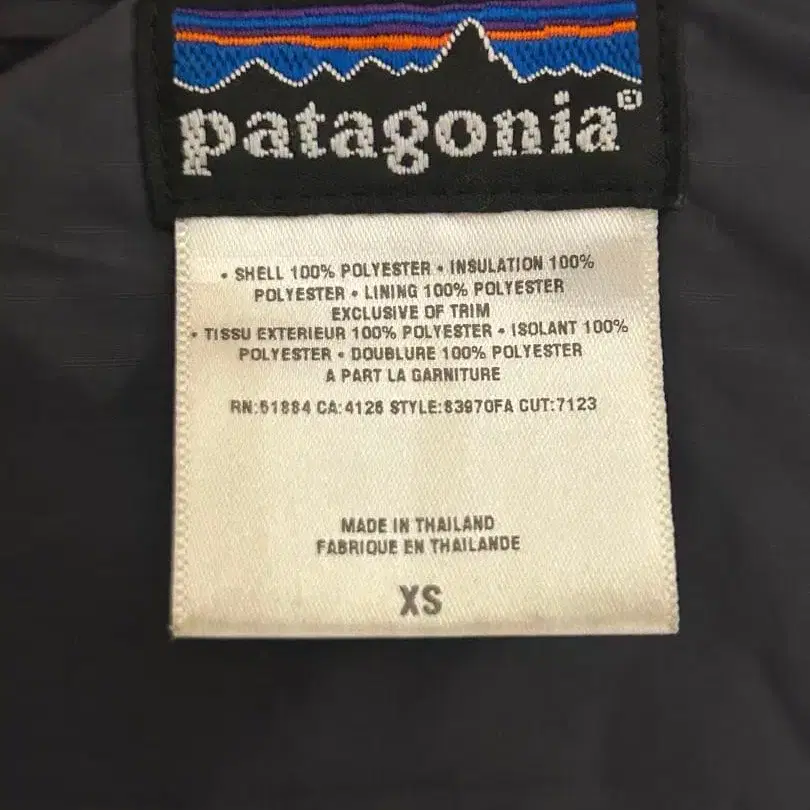 patagonia®
• SHELL 100% POLYESTER • INSULATION 100%
POLYESTER • LINING 100% POLYESTER
EXCLUSIVE OF TRIM
• TISSU EXTERIEUR 100% POLYESTER • ISOLANT 100%
POLYESTER • DOUBLURE 100% POLYESTER
A PART LA GARNITURE
RN:51884 CA:4126 STYLE:83970FA CUT:7123
MADE IN THAILAND
FABRIQUE EN THAILANDE
XS